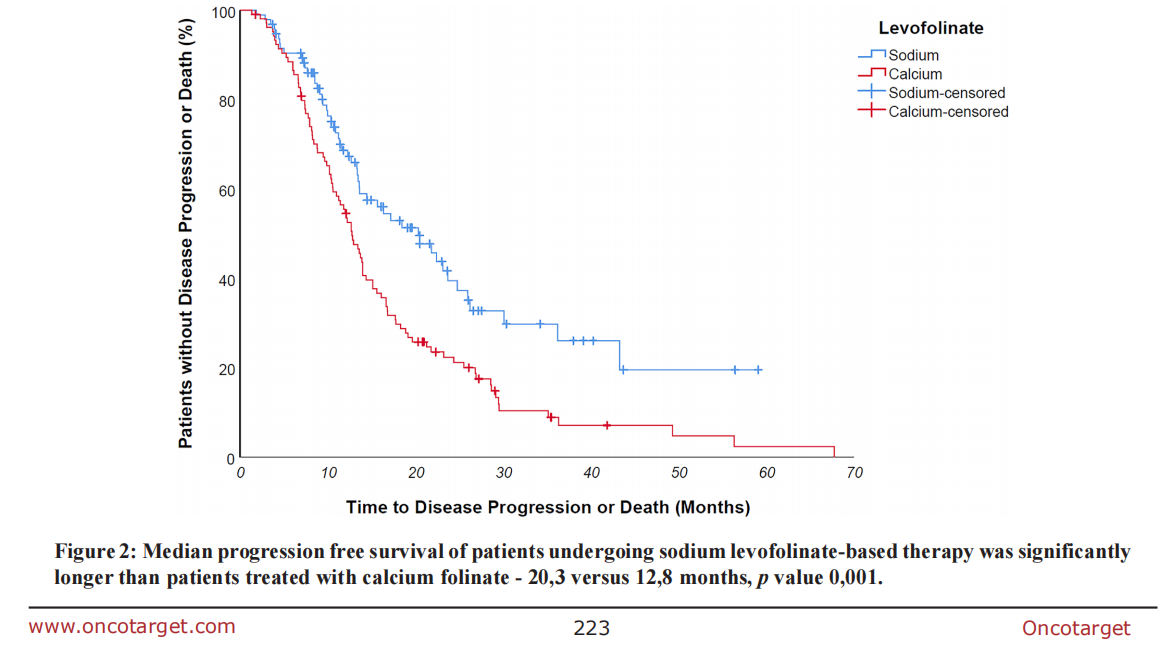 Patients without Disease Progression or Death (%)
100
80
60
40
20
0
0 10 20 30 40 50 60 70
Time to Disease Progression or Death (Months)
Levofolinate
Sodium
Calcium
Sodium-censored
Calcium-censored
Figure 2: Median progression free survival of patients undergoing sodium levofolinate-based therapy was significantly
longer than patients treated with calcium folinate - 20,3 versus 12,8 months, p value 0,001.
www.oncotarget.com 223 Oncotarget